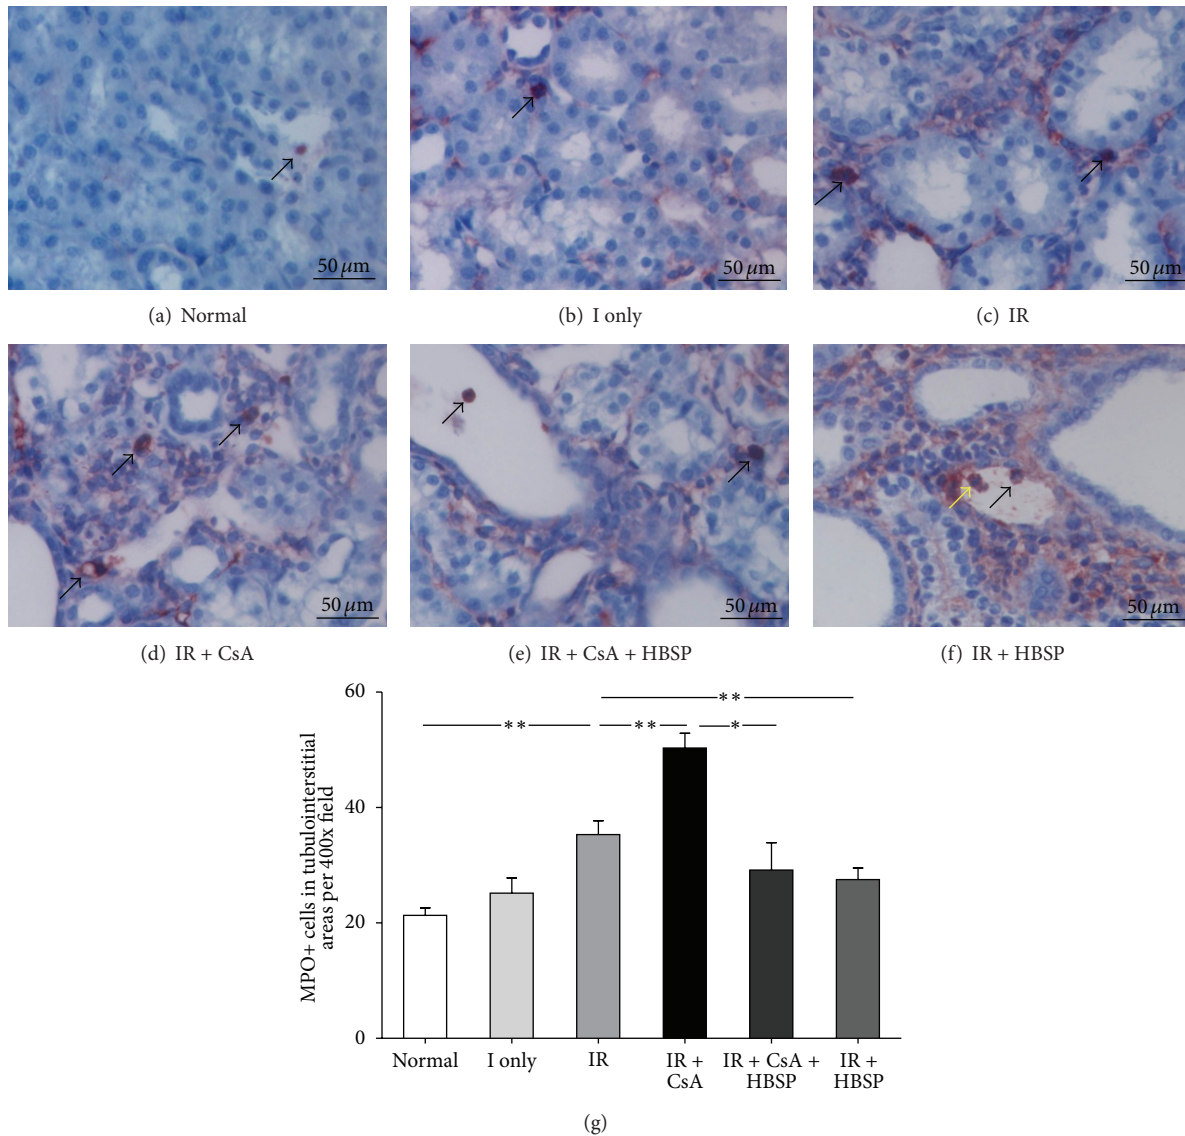 50 μm
50 μm
50 μm
(a) Normal
(b) I only
(c) IR
50 μm
50 μm
50 μm
(d) IR + CsA
(e) IR + CsA + HBSP
(f) IR + HBSP
MPO+ cells in tubulointerstitial
areas per 400x field
60
40
20
0
**
** ** *
Normal
I only
IR
IR +
CsA
IR + CsA +
HBSP
IR +
HBSP
(g)